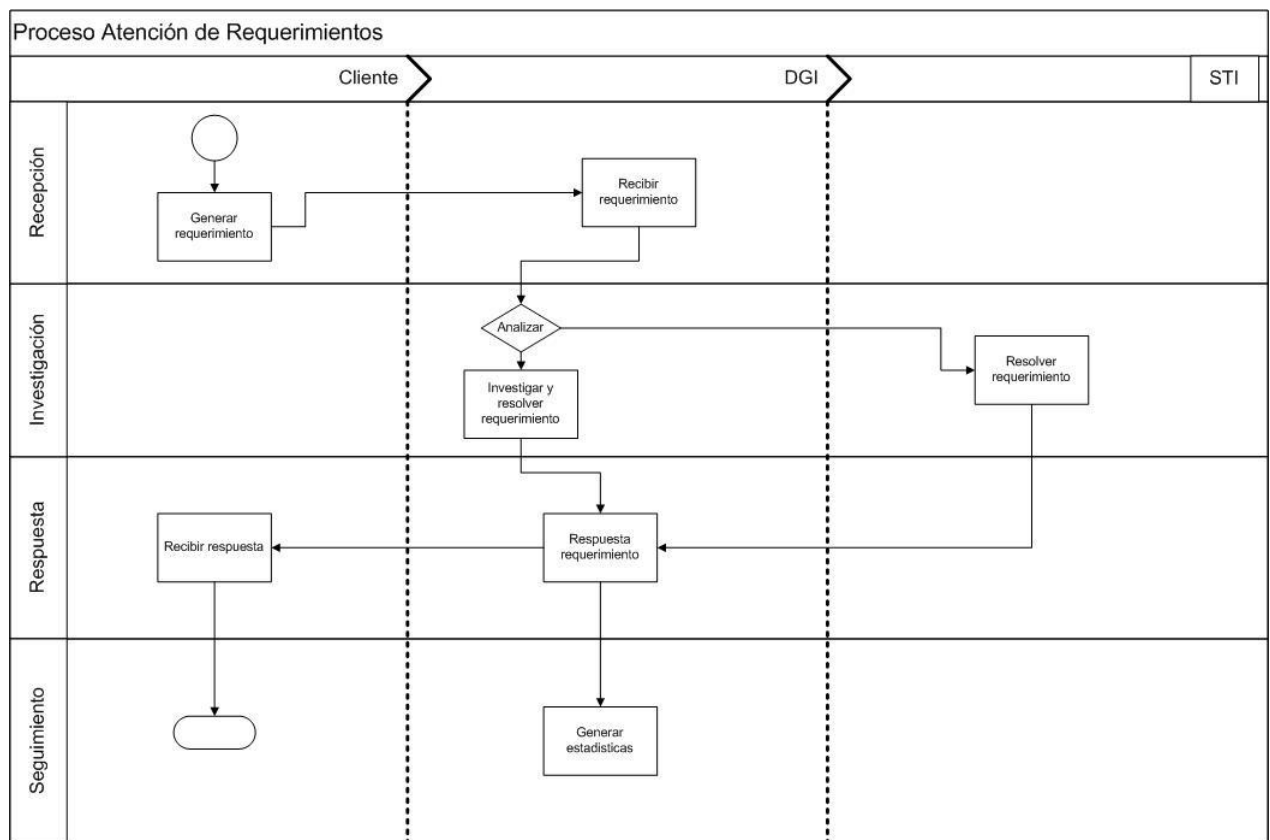 Proceso Atención de Requerimientos
Cliente
DGI
STI
Recepción
Generar
requerimiento
Recibir
requerimiento
Investigación
Analizar
Investigar y
resolver
requerimiento
Resolver
requerimiento
Respuesta
Recibir respuesta
Respuesta
requerimiento
Seguimiento
Generar
estadisticas